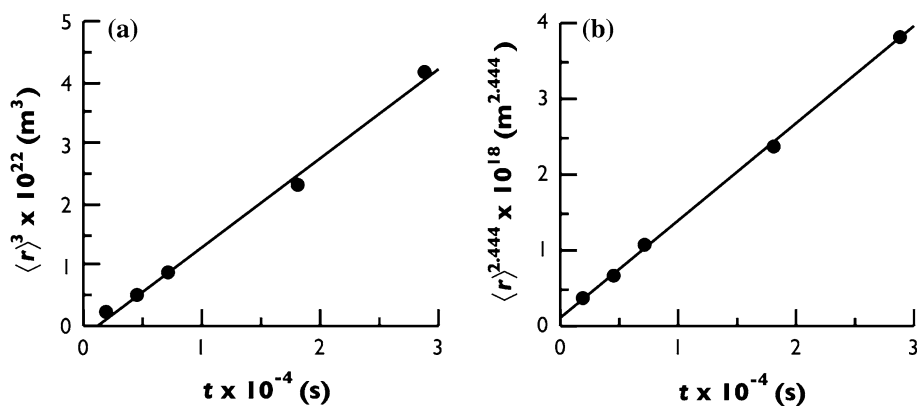 (a)
⟨r⟩³ x 10²² (m³)
5
4
3
2
1
0
0 1 2 3
t x 10⁻⁴ (s)
(b)
⟨r⟩²·⁴⁴⁴ x 10¹⁸ (m²·⁴⁴⁴)
4
3
2
1
0
0 1 2 3
t x 10⁻⁴ (s)